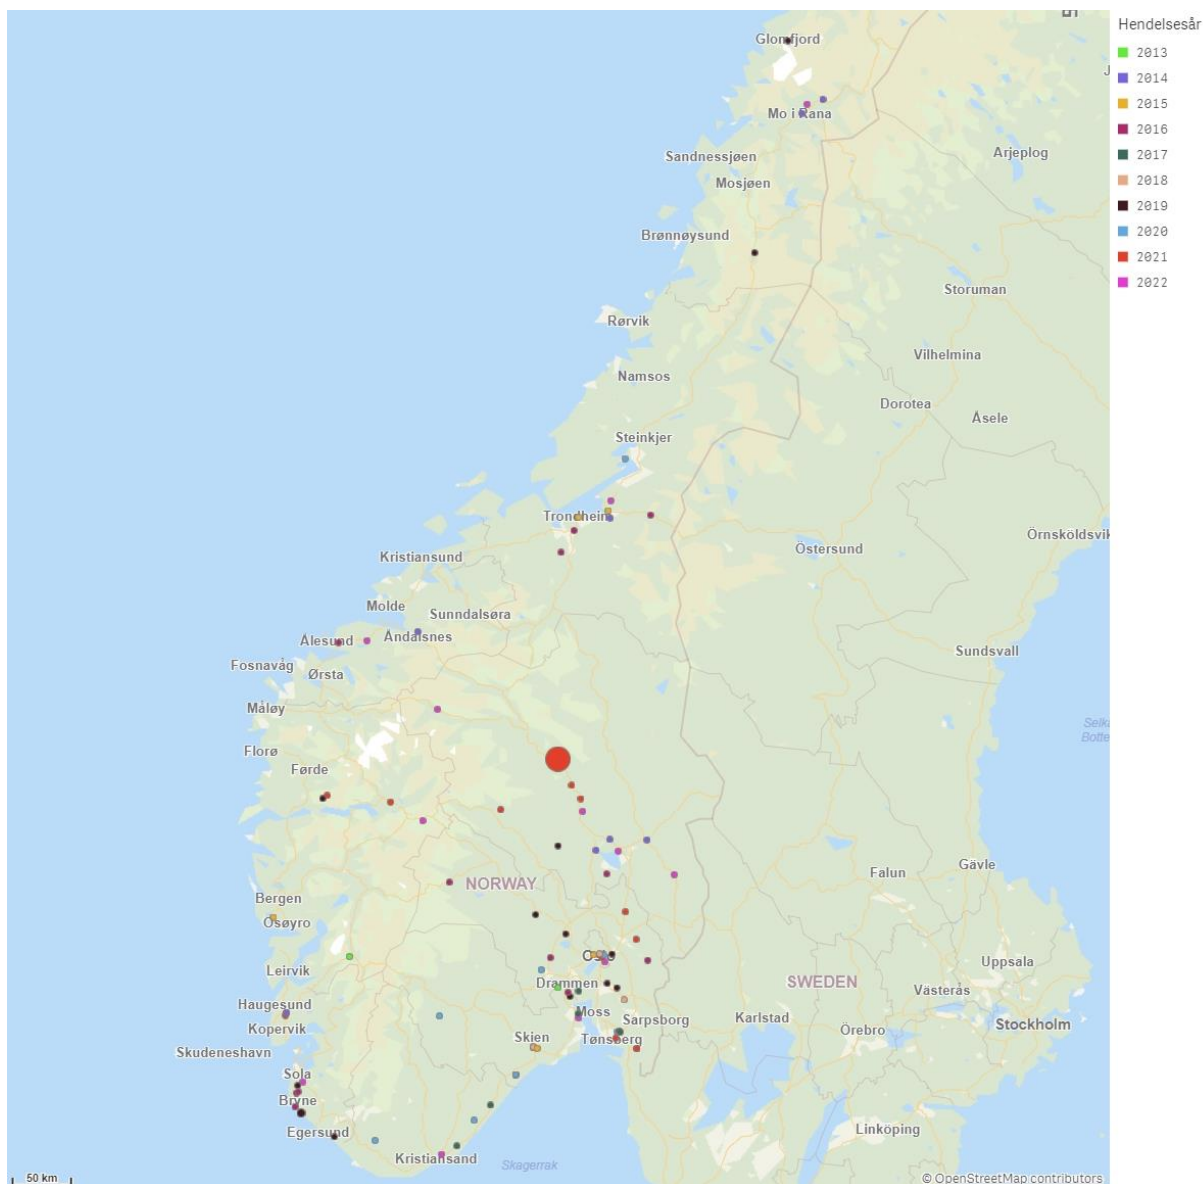 Hendelsesår
2013
2014
2015
2016
2017
2018
2019
2020
2021
2022
Glomfjord
Mo i Rana
Arjeplog
Sandnessjøen
Mosjøen
Brønnøysund
Storuman
Rørvik
Vilhelmina
Namsos
Dorotea
Åsele
Steinkjer
Trondheim
Örnsköldsvik
Östersund
Kristiansund
Molde
Sunndalsøra
Ålesund
Åndalsnes
Sundsvall
Fosnavåg
Ørsta
Måløy
Selk
Botte
Florø
Førde
Gävle
Falun
NORWAY
Bergen
Osøyro
Oslo
Uppsala
Leirvik
SWEDEN
Drammen
Västerås
Haugesund
Moss
Sarpsborg
Karlstad
Stockholm
Kopervik
Örebro
Skien
Tønsberg
Skudeneshavn
Sola
Bryne
Egersund
Linköping
Kristiansand
Skagerrak
50 km
© OpenStreetMap contributors